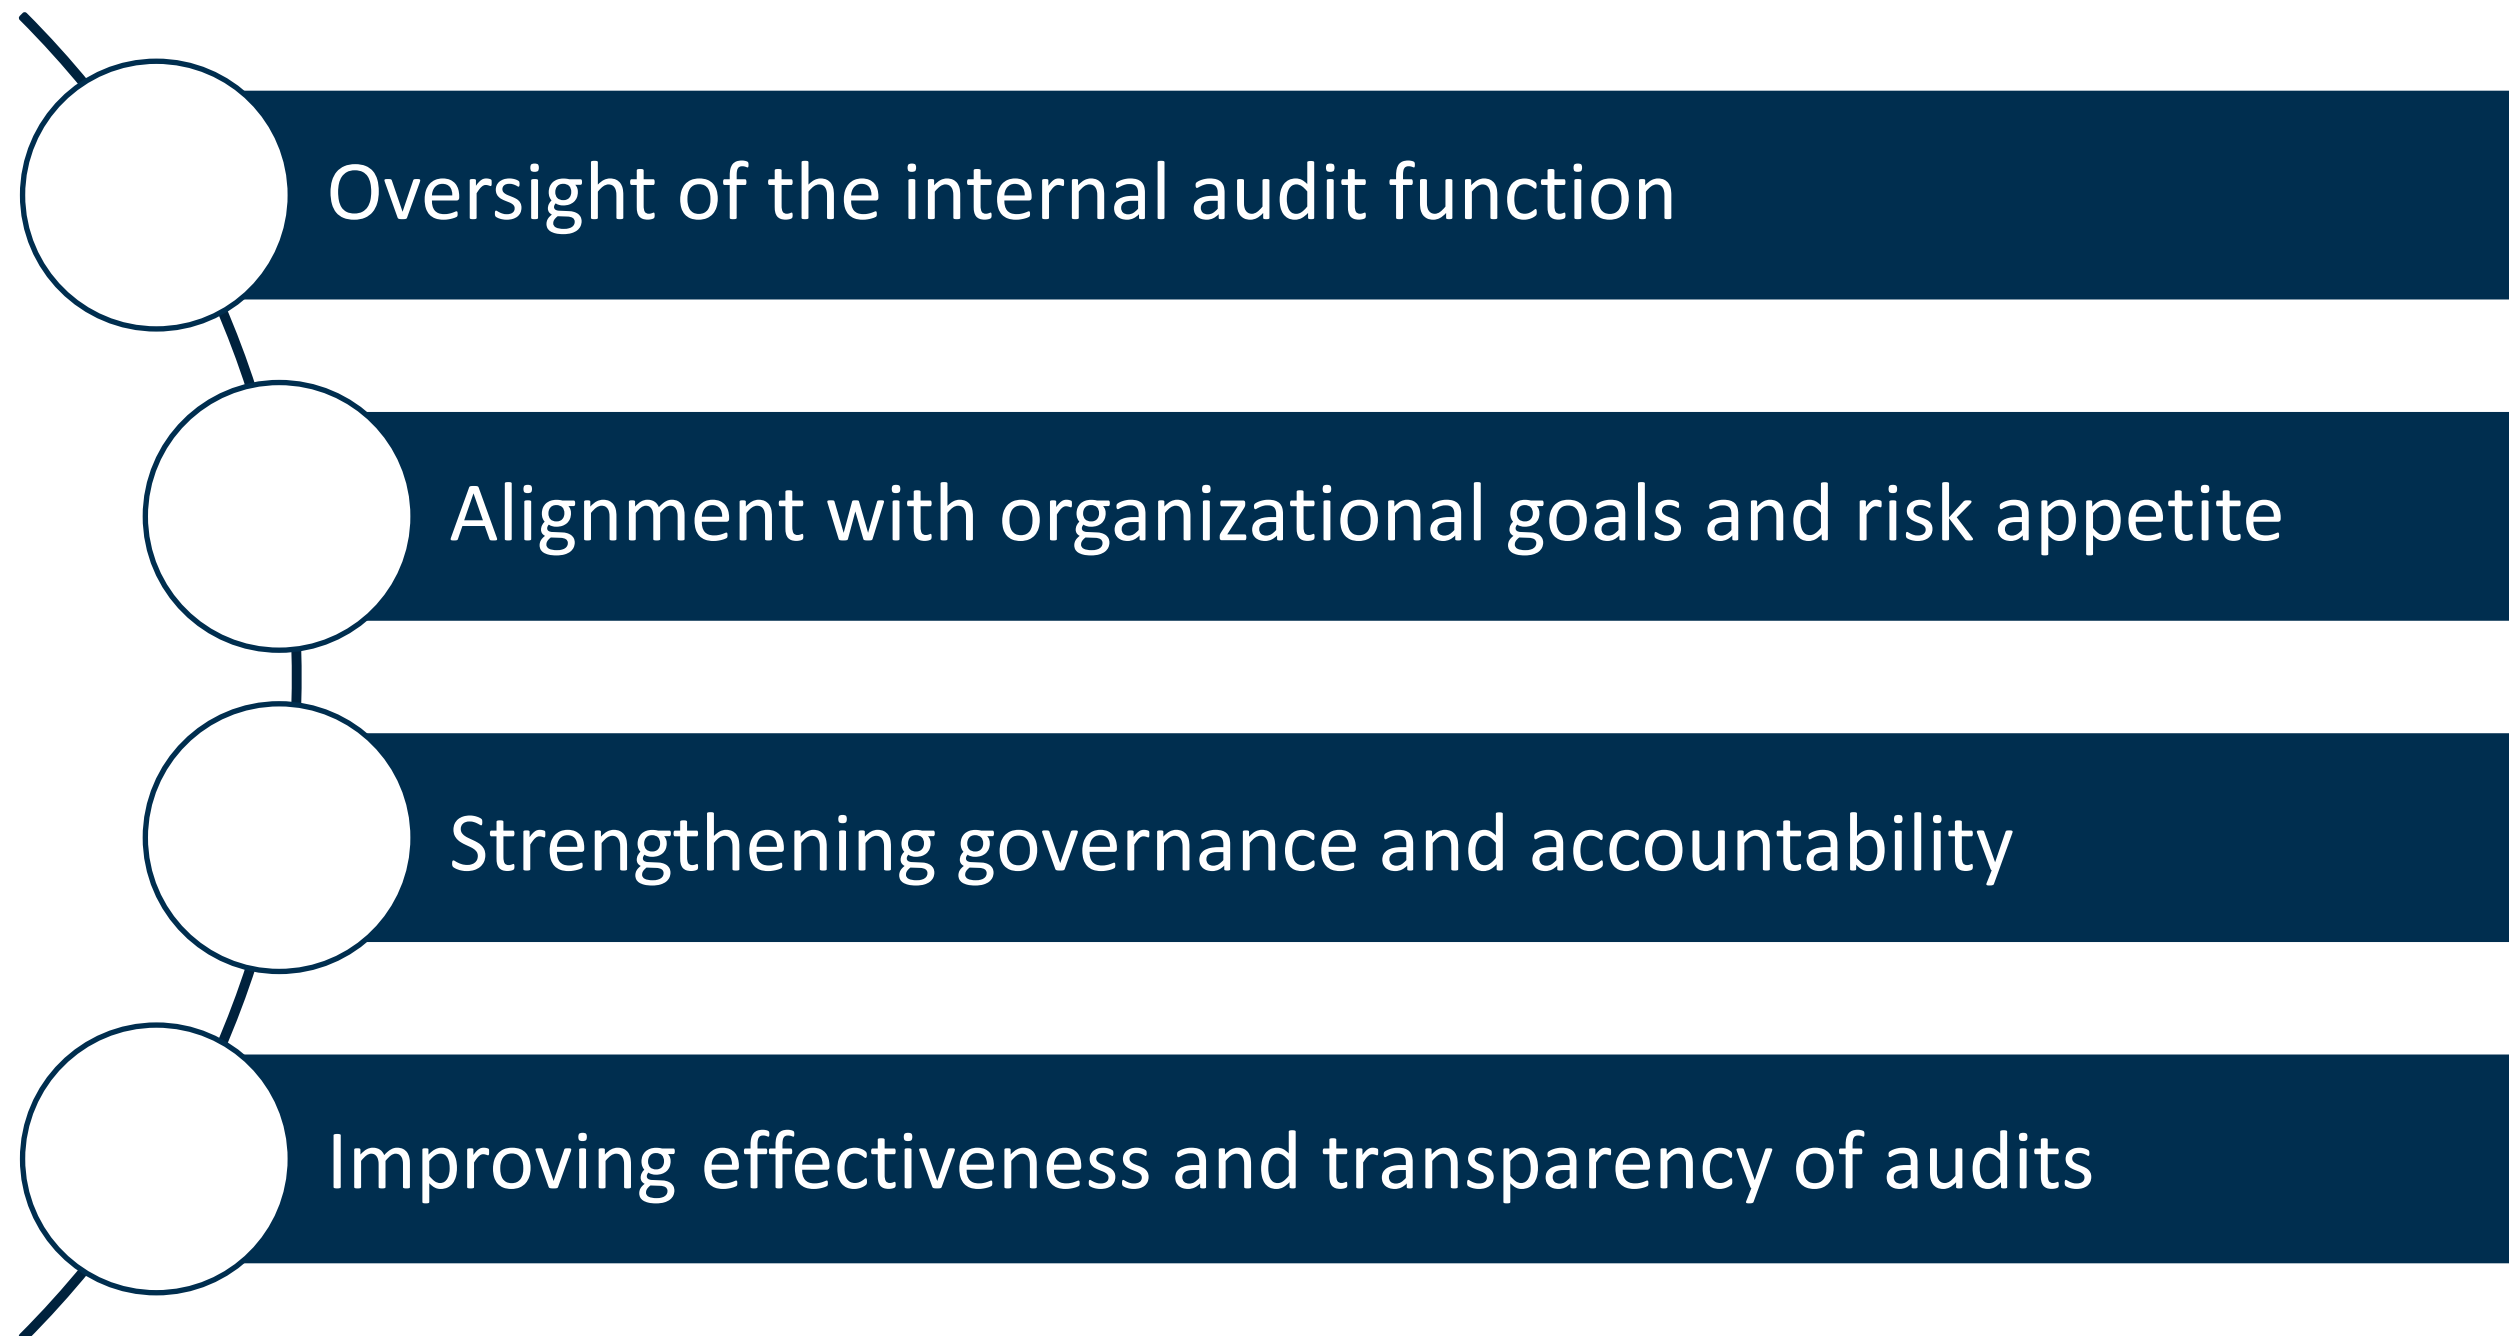 Oversight of the internal audit function
Alignment with organizational goals and risk appetite
Strengthening governance and accountability
Improving effectiveness and transparency of audits